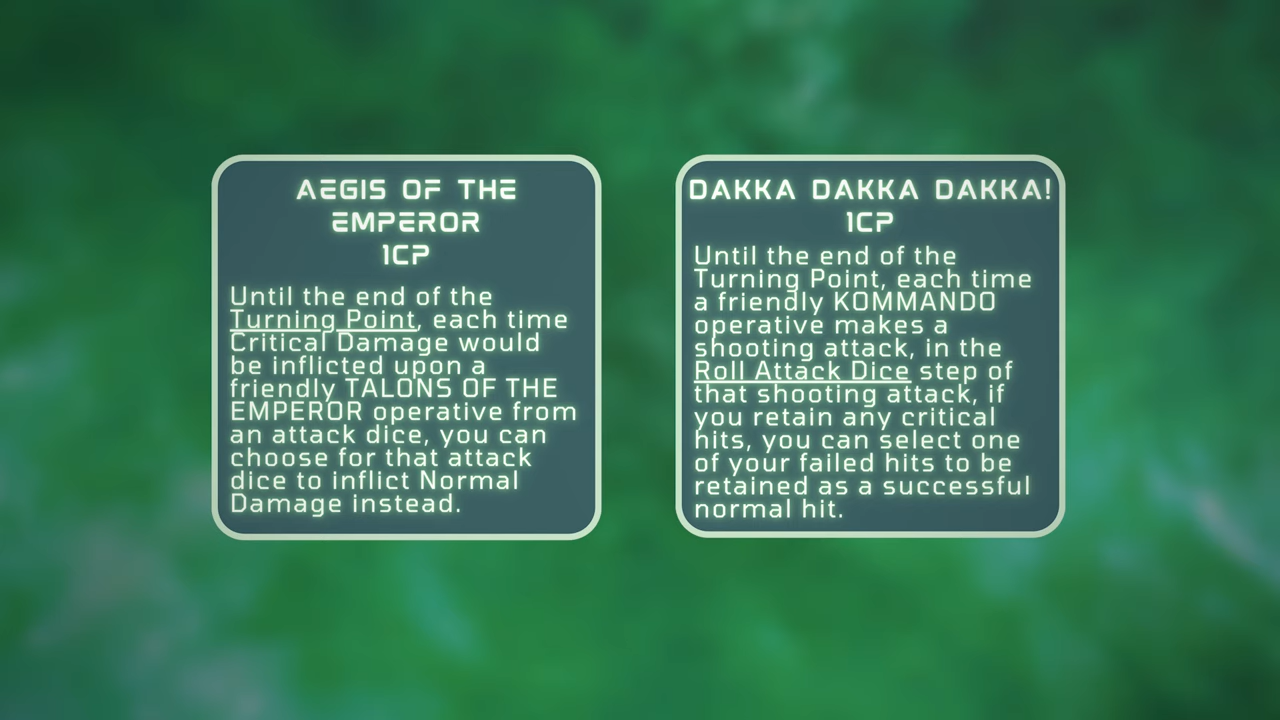 AEGIS OF THE
EMPEROR
1CP
Until the end of the
Turning Point, each time
Critical Damage would
be inflicted upon a
friendly TALONS OF THE
EMPEROR operative from
an attack dice, you can
choose for that attack
dice to inflict Normal
Damage instead.
DAKKA DAKKA DAKKA!
1CP
Until the end of the
Turning Point, each time
a friendly KOMMANDO
operative makes a
shooting attack, in the
Roll Attack Dice step of
that shooting attack, if
you retain any critical
hits, you can select one
of your failed hits to be
retained as a successful
normal hit.